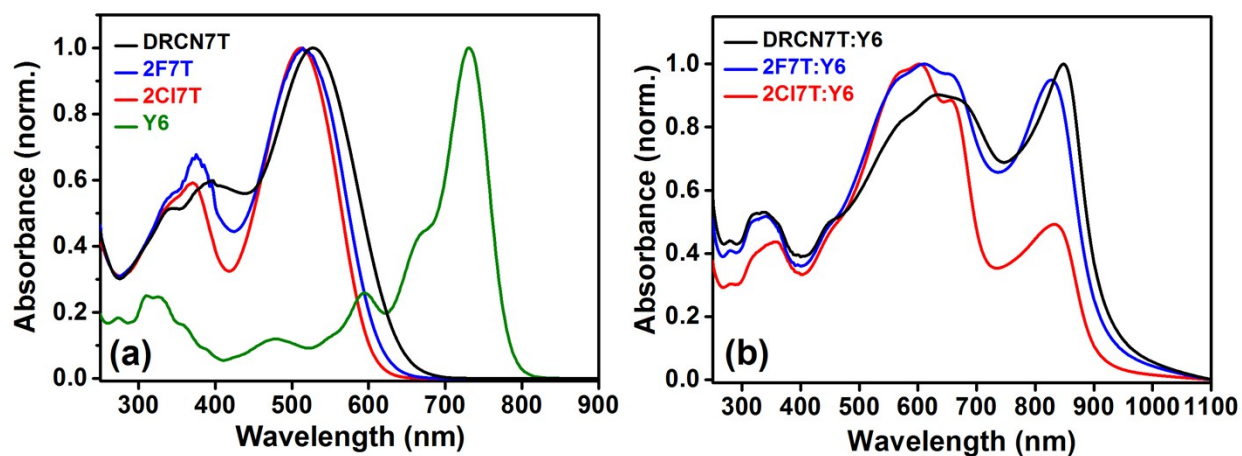 Absorbance (norm.)
1.0
0.8
0.6
0.4
0.2
0.0
DRCN7T
2F7T
2Cl7T
Y6
(a)
300 400 500 600 700 800 900
Wavelength (nm)
Absorbance (norm.)
1.0
0.8
0.6
0.4
0.2
0.0
DRCN7T:Y6
2F7T:Y6
2Cl7T:Y6
(b)
300 400 500 600 700 800 900 1000 1100
Wavelength (nm)